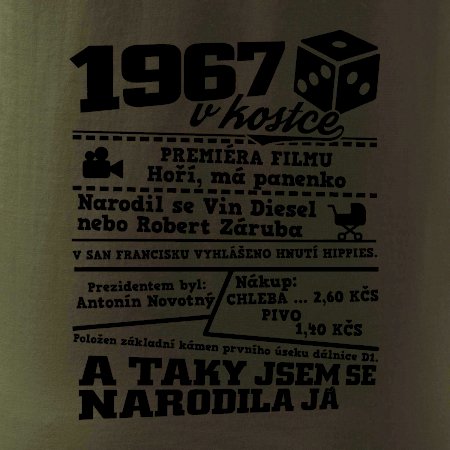 1967
v kostce
PREMIÉRA FILMU
Hoří, má panenko
Narodil se Vin Diesel
nebo Robert Záruba
V SAN FRANCISKU VYHLÁŠENO HNUTÍ HIPPIES.
Prezidentem byl:
Antonín Novotný
Nákup:
CHLEBA ... 2,60 KČS
PIVO
1,40 KČS
Položen základní kámen prvního úseku dálnice D1.
A TAKY JSEM SE
NARODILA JÁ